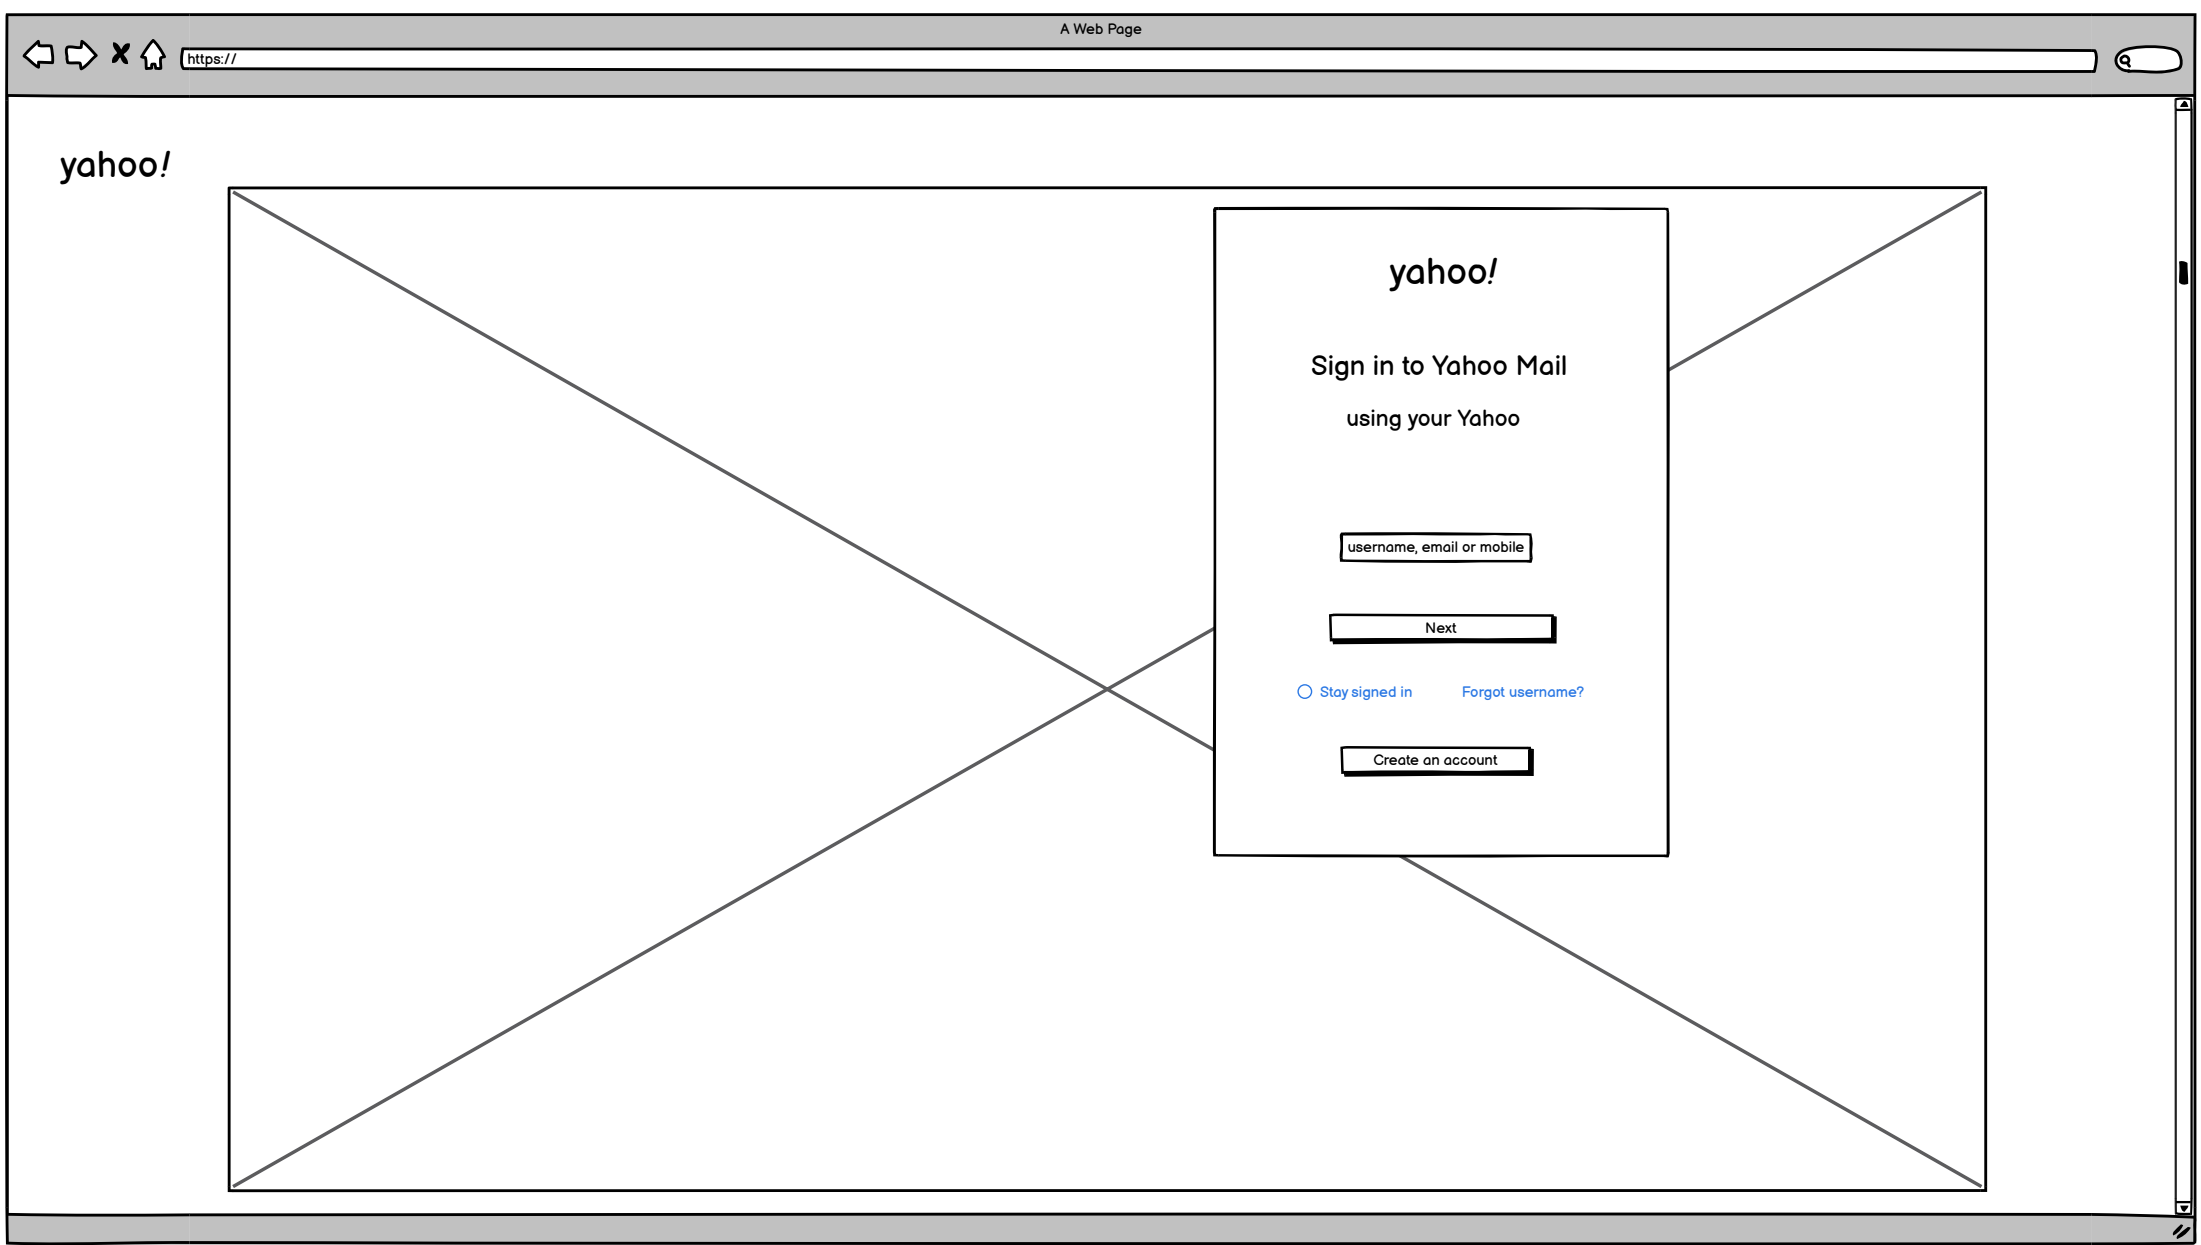 A Web Page
https://
yahoo!
yahoo!
Sign in to Yahoo Mail
using your Yahoo
username, email or mobile
Next
Stay signed in
Forgot username?
Create an account